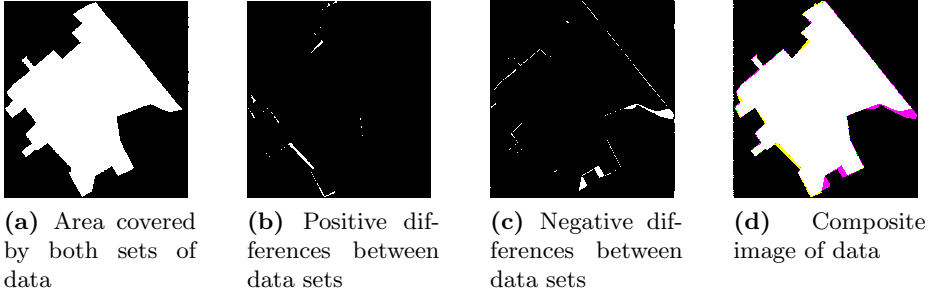 (a) Area covered
by both sets of
data
(b) Positive dif-
ferences between
data sets
(c) Negative dif-
ferences between
data sets
(d) Composite
image of data